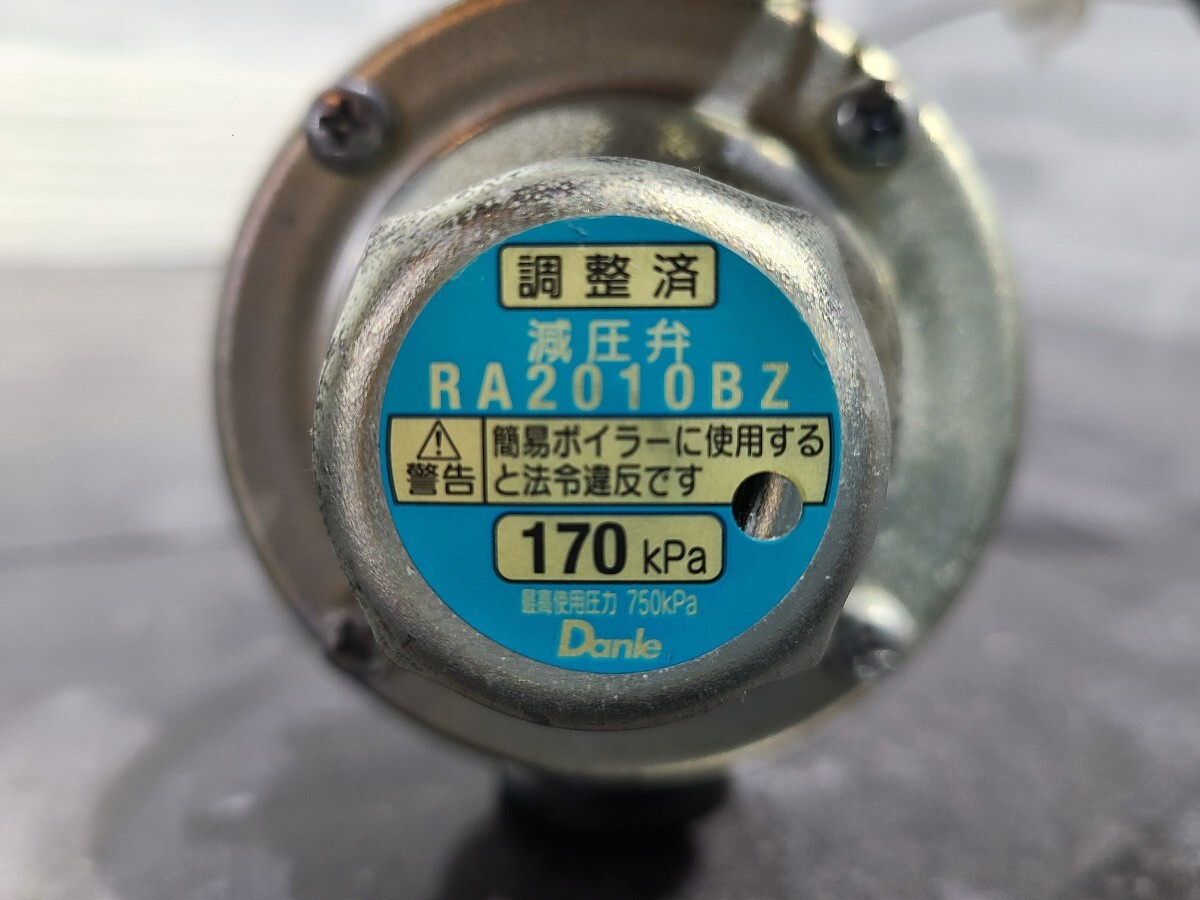 調整済
減圧弁
RA2010BZ
警告
簡易ボイラーに使用する
と法令違反です
170 kPa
最高使用圧力 750kPa
Danle